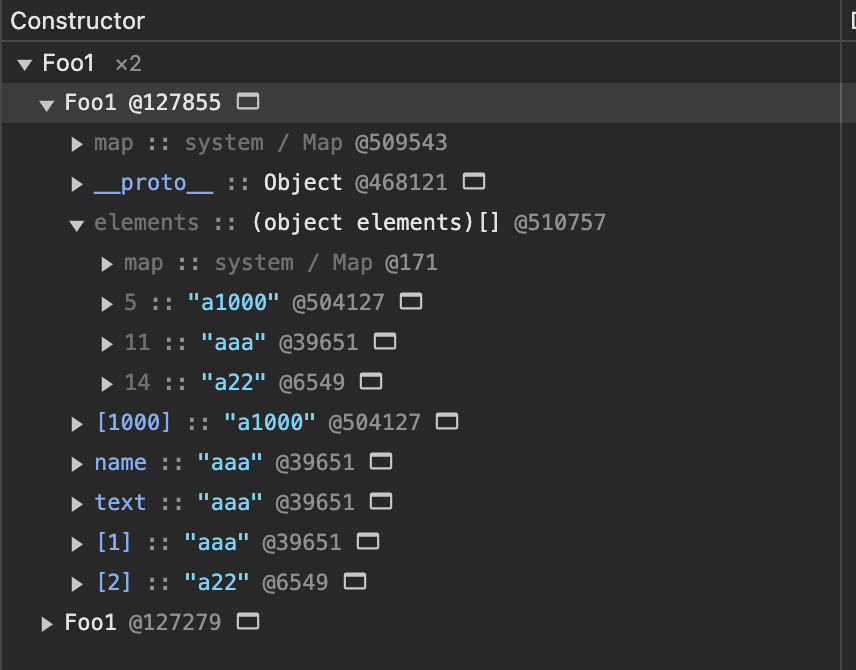 Constructor
Foo1 ×2
Foo1 @127855
map :: system / Map @509543
__proto__ :: Object @468121
elements :: (object elements)[] @510757
map :: system / Map @171
5 :: "a1000" @504127
11 :: "aaa" @39651
14 :: "a22" @6549
[1000] :: "a1000" @504127
name :: "aaa" @39651
text :: "aaa" @39651
[1] :: "aaa" @39651
[2] :: "a22" @6549
Foo1 @127279